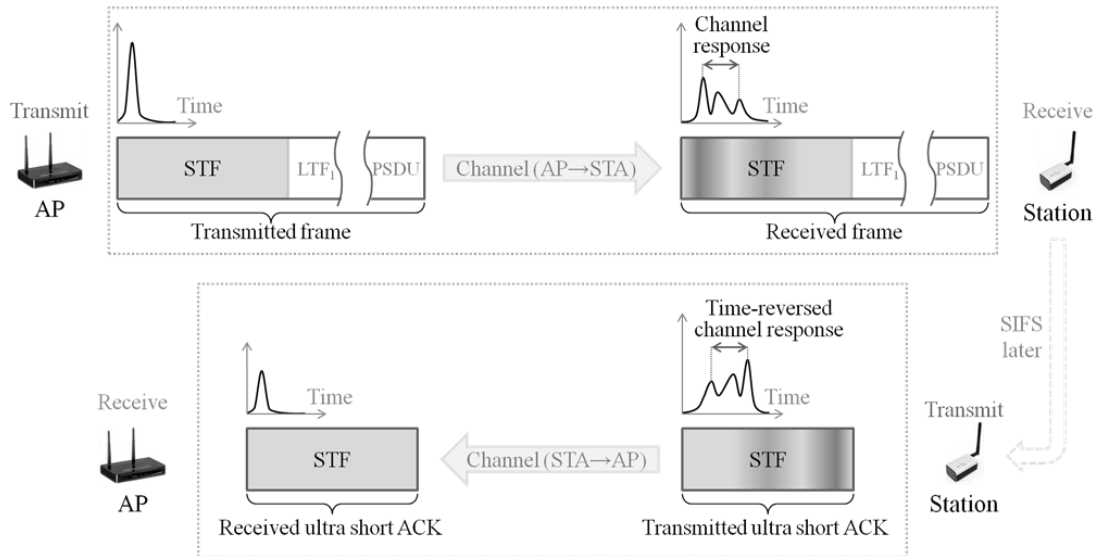 Transmit
AP
Time
STF
LTF1
PSDU
Transmitted frame
Channel (AP→STA)
Channel
response
Time
STF
LTF1
PSDU
Received frame
Receive
Station
SIFS
later
Receive
AP
Time
STF
Received ultra short ACK
Channel (STA→AP)
Time-reversed
channel response
Time
STF
Transmitted ultra short ACK
Transmit
Station